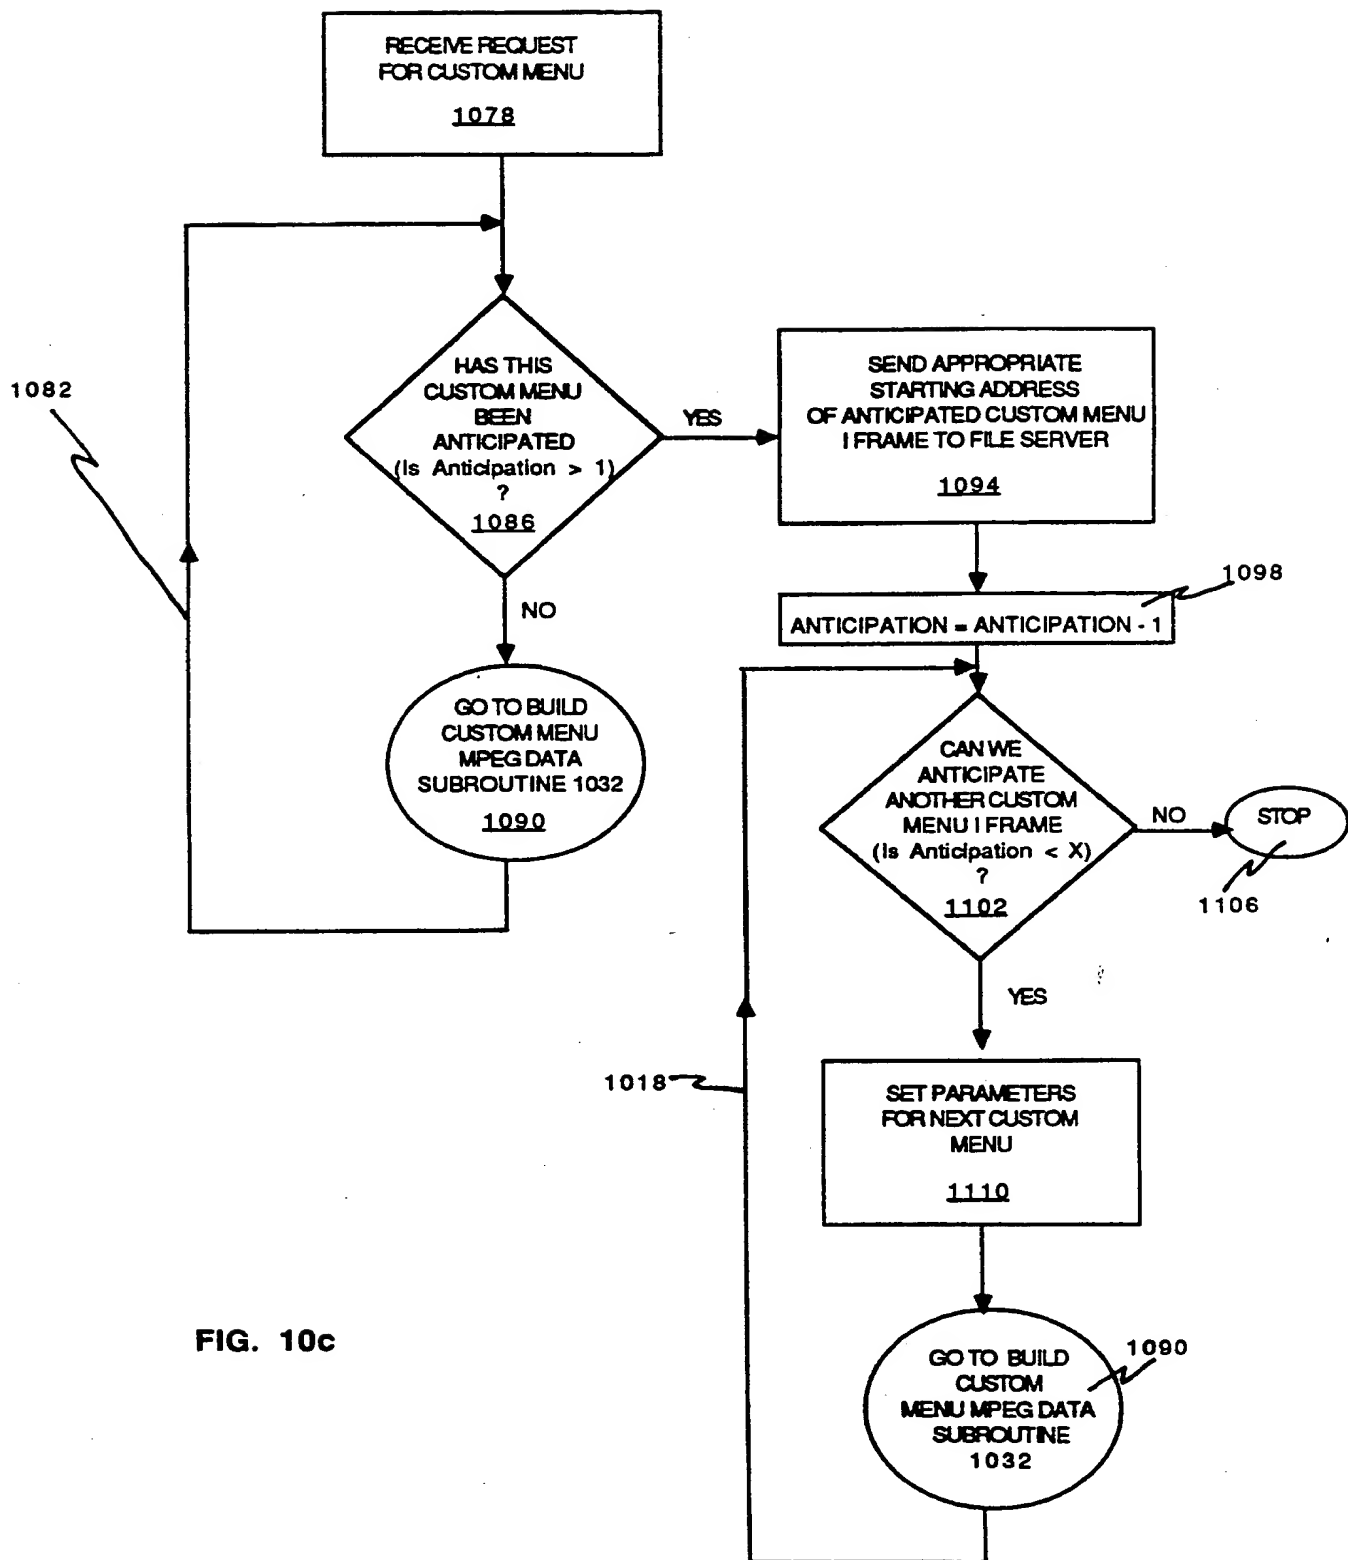 RECEIVE REQUEST
FOR CUSTOM MENU
1078
1082
HAS THIS
CUSTOM MENU
BEEN
ANTICIPATED
(Is Anticipation > 1)
?
1086
YES
SEND APPROPRIATE
STARTING ADDRESS
OF ANTICIPATED CUSTOM MENU
I FRAME TO FILE SERVER
1094
NO
1098
ANTICIPATION = ANTICIPATION - 1
GO TO BUILD
CUSTOM MENU
MPEG DATA
SUBROUTINE 1032
1090
CAN WE
ANTICIPATE
ANOTHER CUSTOM
MENU I FRAME
(Is Anticipation < X)
?
1102
NO
STOP
1106
YES
1018
SET PARAMETERS
FOR NEXT CUSTOM
MENU
1110
FIG. 10c
GO TO BUILD
CUSTOM
MENU MPEG DATA
SUBROUTINE
1032
1090